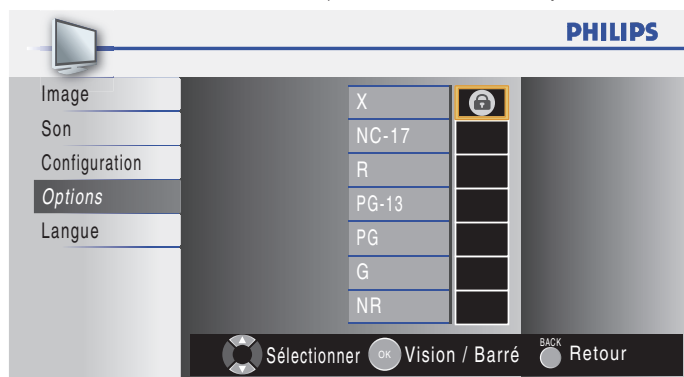 PHILIPS
Image
Son
Configuration
Options
Langue
X
NC-17
R
PG-13
PG
G
NR
Sélectionner OK Vision / Barré BACK Retour